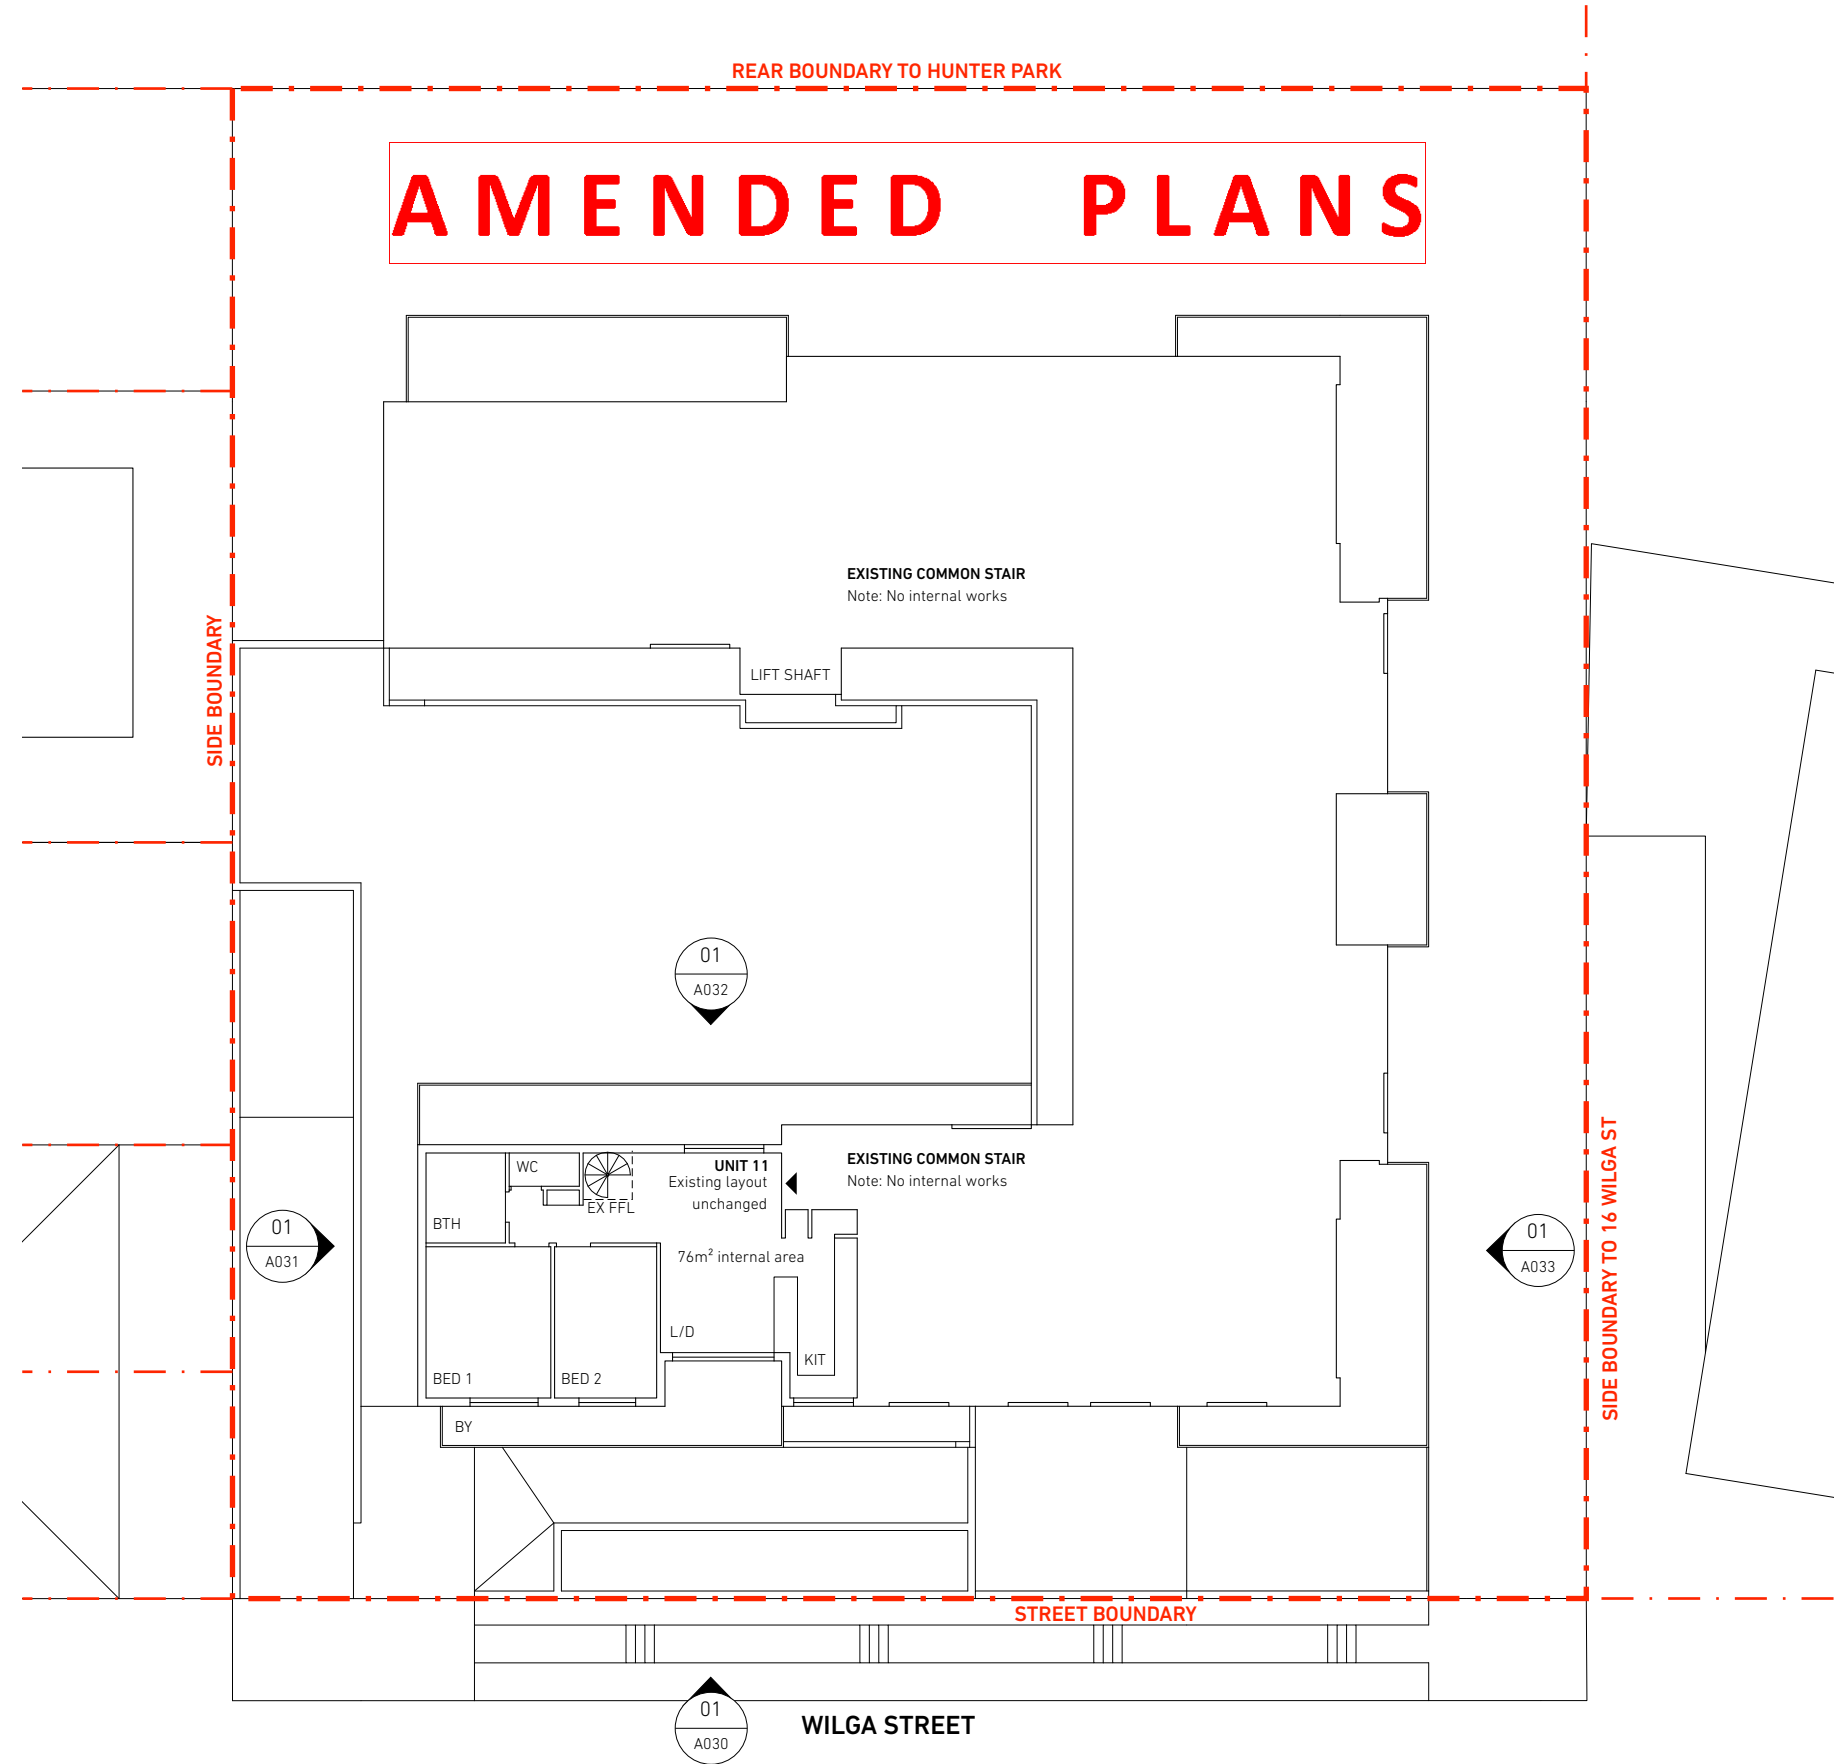 REAR BOUNDARY TO HUNTER PARK
AMENDED PLANS
EXISTING COMMON STAIR
Note: No internal works
SIDE BOUNDARY
LIFT SHAFT
01
A032
EXISTING COMMON STAIR
Note: No internal works
UNIT 11
Existing layout
unchanged
WC
EX FFL
BTH
76m² internal area
01
A031
01
A033
SIDE BOUNDARY TO 16 WILGA ST
L/D
KIT
BED 1
BED 2
BY
STREET BOUNDARY
01
A030
WILGA STREET